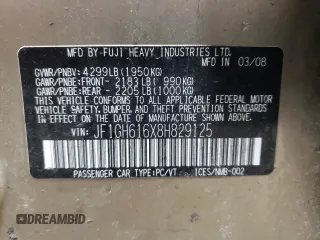 MFR BY - FUJI HEAVY INDUSTRIES LTD.
MFD IN 03/08
GVWR/PNBV: 4299LB(1950KG)
GAWR/PNBE:FRONT- 2183LB( 990KG)
GAWR/PNBE:REAR - 2205LB(1000KG)
THIS VEHICLE CONFORMS TO ALL APPLICABLE U.S. FEDERAL MOTOR VEHICLE SAFETY, BUMPER, AND THEFT PREVENTION STANDARDS IN EFFECT ON THE DATE OF MANUFACTURE SHOWN ABOVE.
VIN: JF1GH616X8H829125
PASSENGER CAR TYPE:PC/VT
ICES/NMB-002
DREAMBID